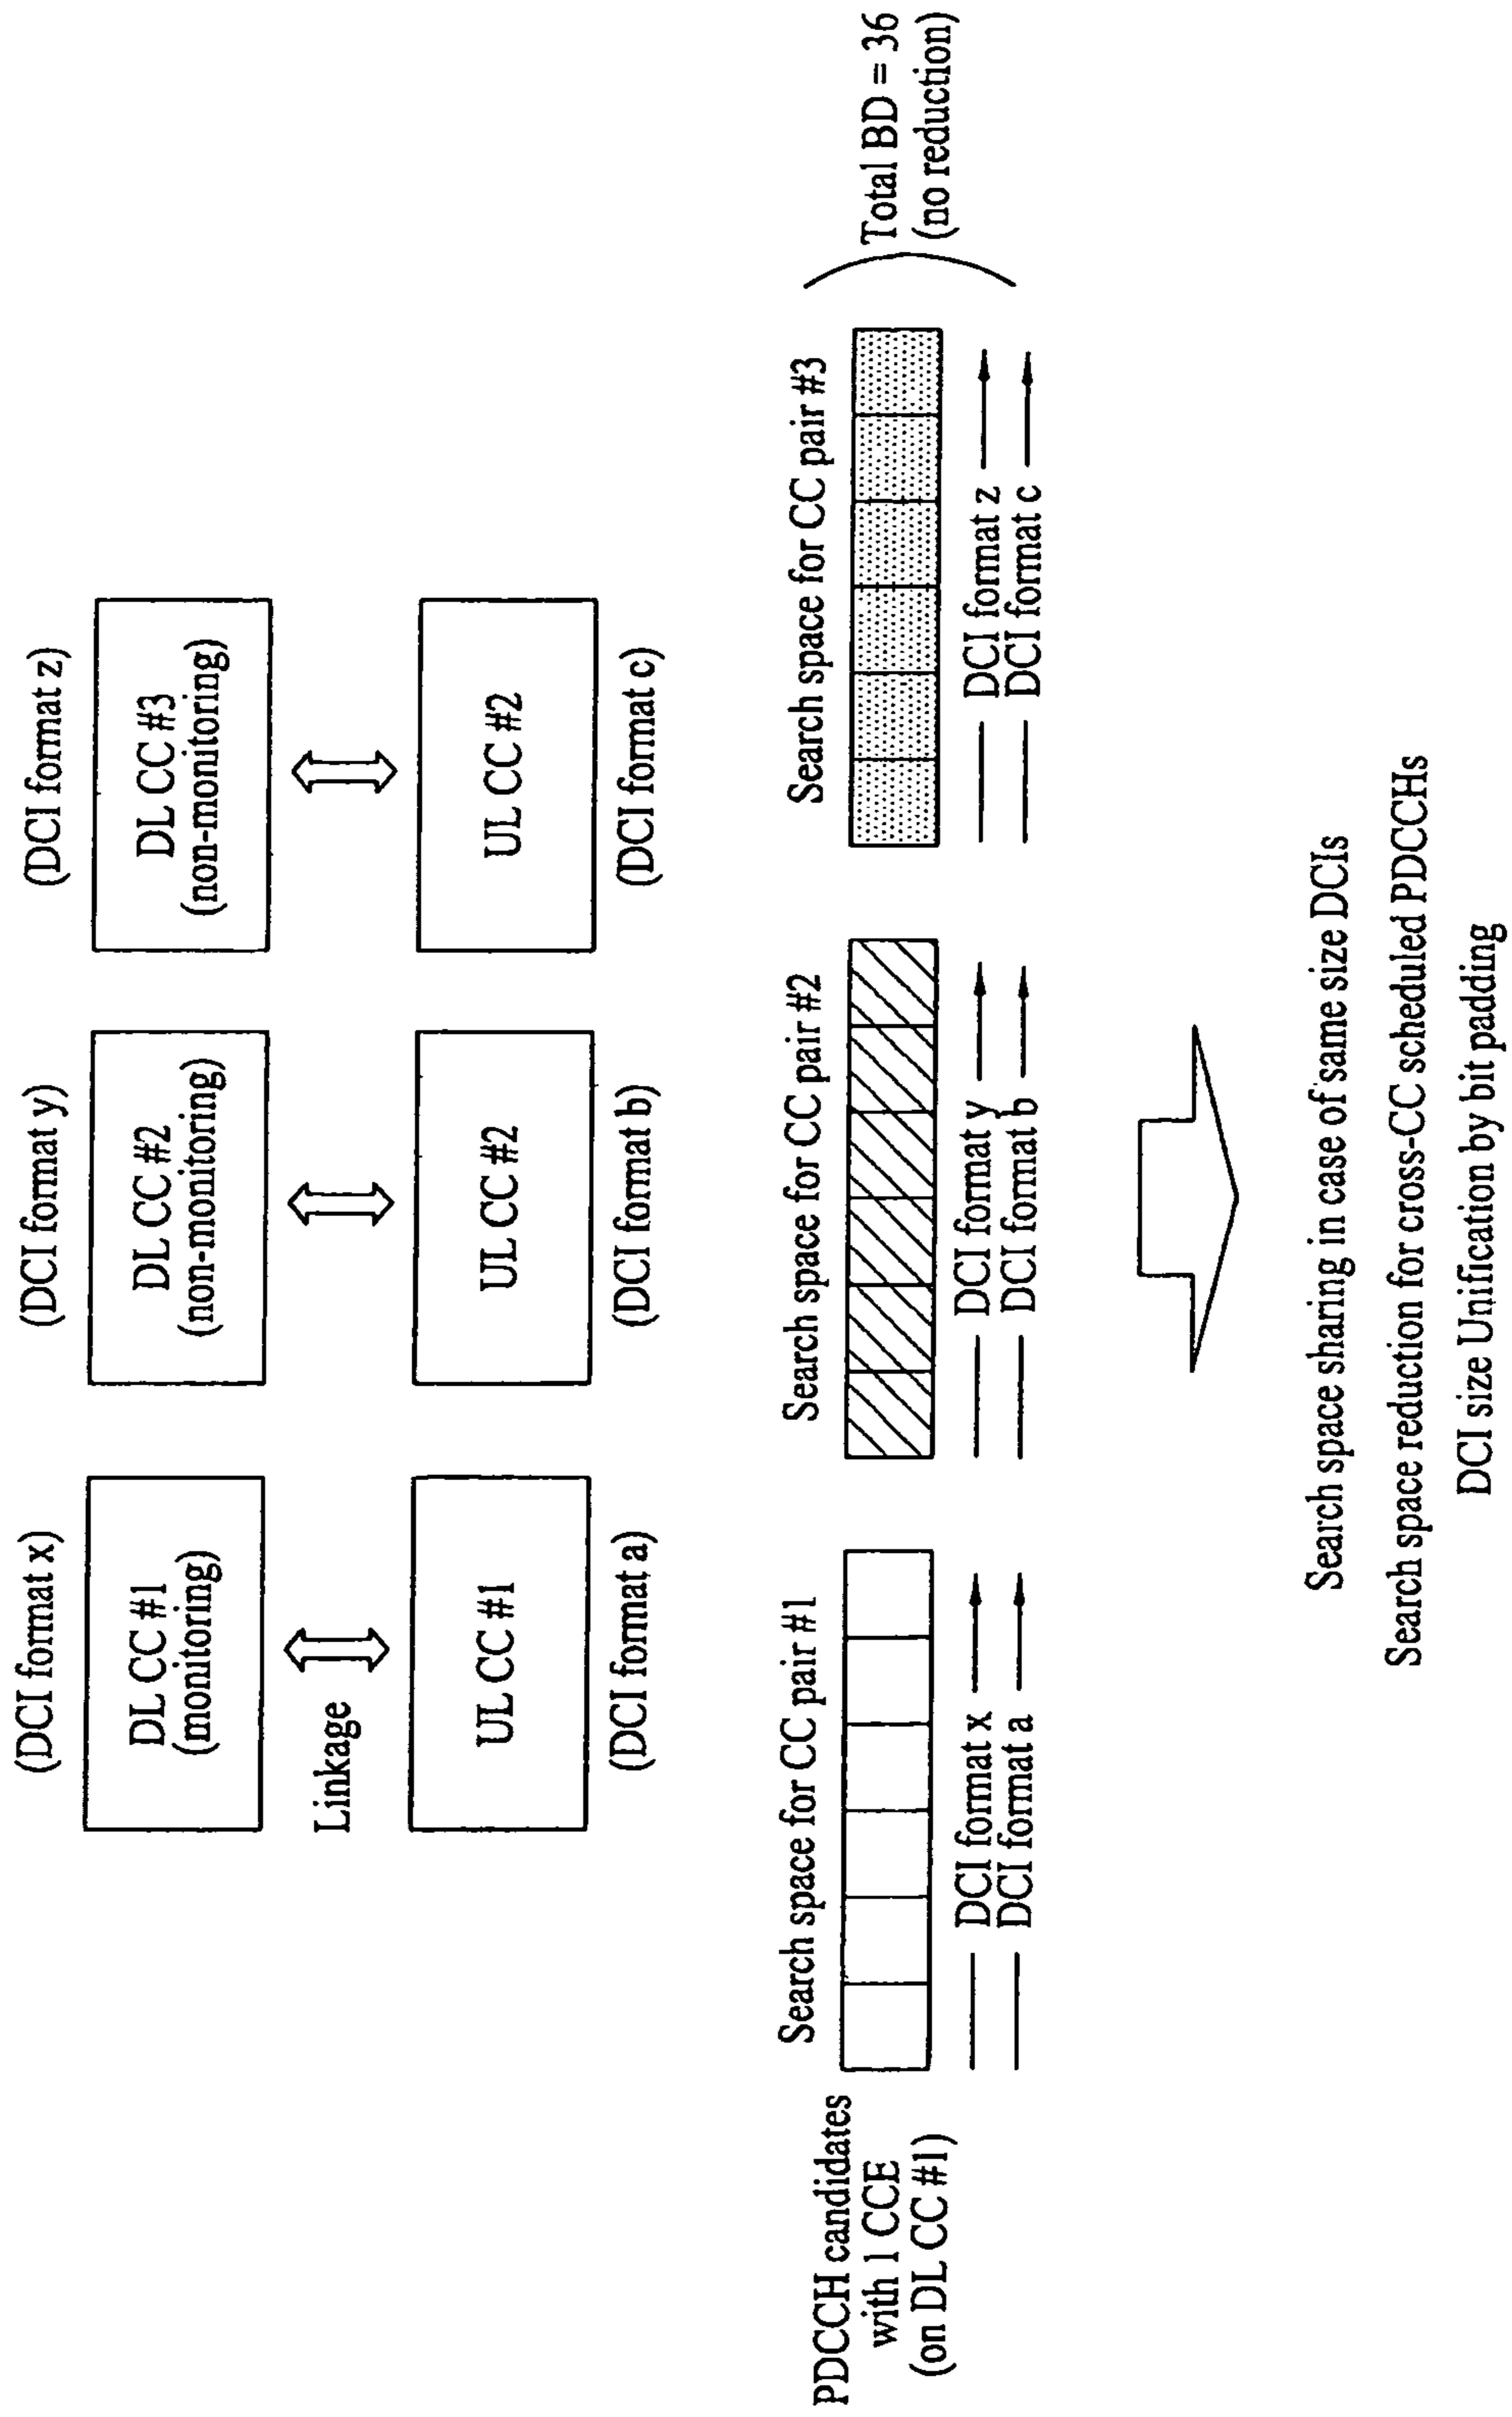 (DCI format x)
(DCI format y)
(DCI format z)
DL CC #1
(monitoring)
DL CC #2
(non-monitoring)
DL CC #3
(non-monitoring)
Linkage
UL CC #1
UL CC #2
UL CC #2
(DCI format a)
(DCI format b)
(DCI format c)
PDCCH candidates
with 1 CCE
(on DL CC #1)
Search space for CC pair #1
DCI format x
DCI format a
Search space for CC pair #2
DCI format y
DCI format b
Search space for CC pair #3
DCI format z
DCI format c
Total BD = 36
(no reduction)
Search space sharing in case of same size DCIs
Search space reduction for cross-CC scheduled PDCCHs
DCI size Unification by bit padding